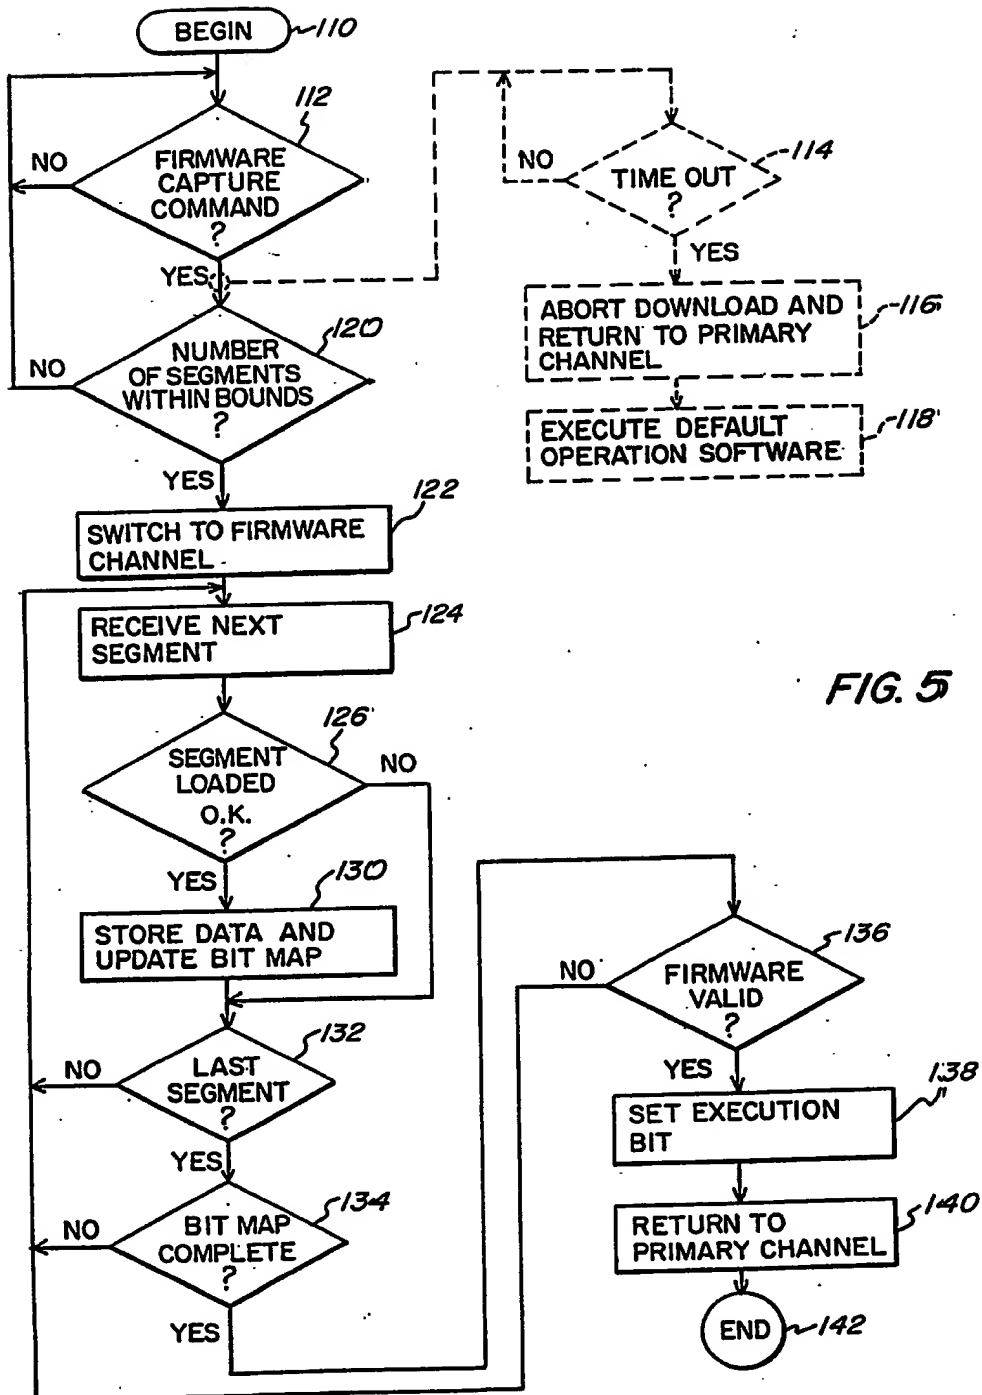 BEGIN
110
112
FIRMWARE
CAPTURE
COMMAND
?
NO
YES
TIME OUT
?
114
NO
YES
ABORT DOWNLOAD AND
RETURN TO PRIMARY
CHANNEL
116
EXECUTE DEFAULT
OPERATION SOFTWARE
118
120
NUMBER
OF SEGMENTS
WITHIN BOUNDS
?
NO
YES
122
SWITCH TO FIRMWARE
CHANNEL
RECEIVE NEXT
SEGMENT
124
FIG. 5
126
SEGMENT
LOADED
O.K.
?
NO
YES
130
STORE DATA AND
UPDATE BIT MAP
132
LAST
SEGMENT
?
NO
YES
134
BIT MAP
COMPLETE
?
NO
YES
136
FIRMWARE
VALID
?
NO
YES
138
SET EXECUTION
BIT
140
RETURN TO
PRIMARY CHANNEL
END
142